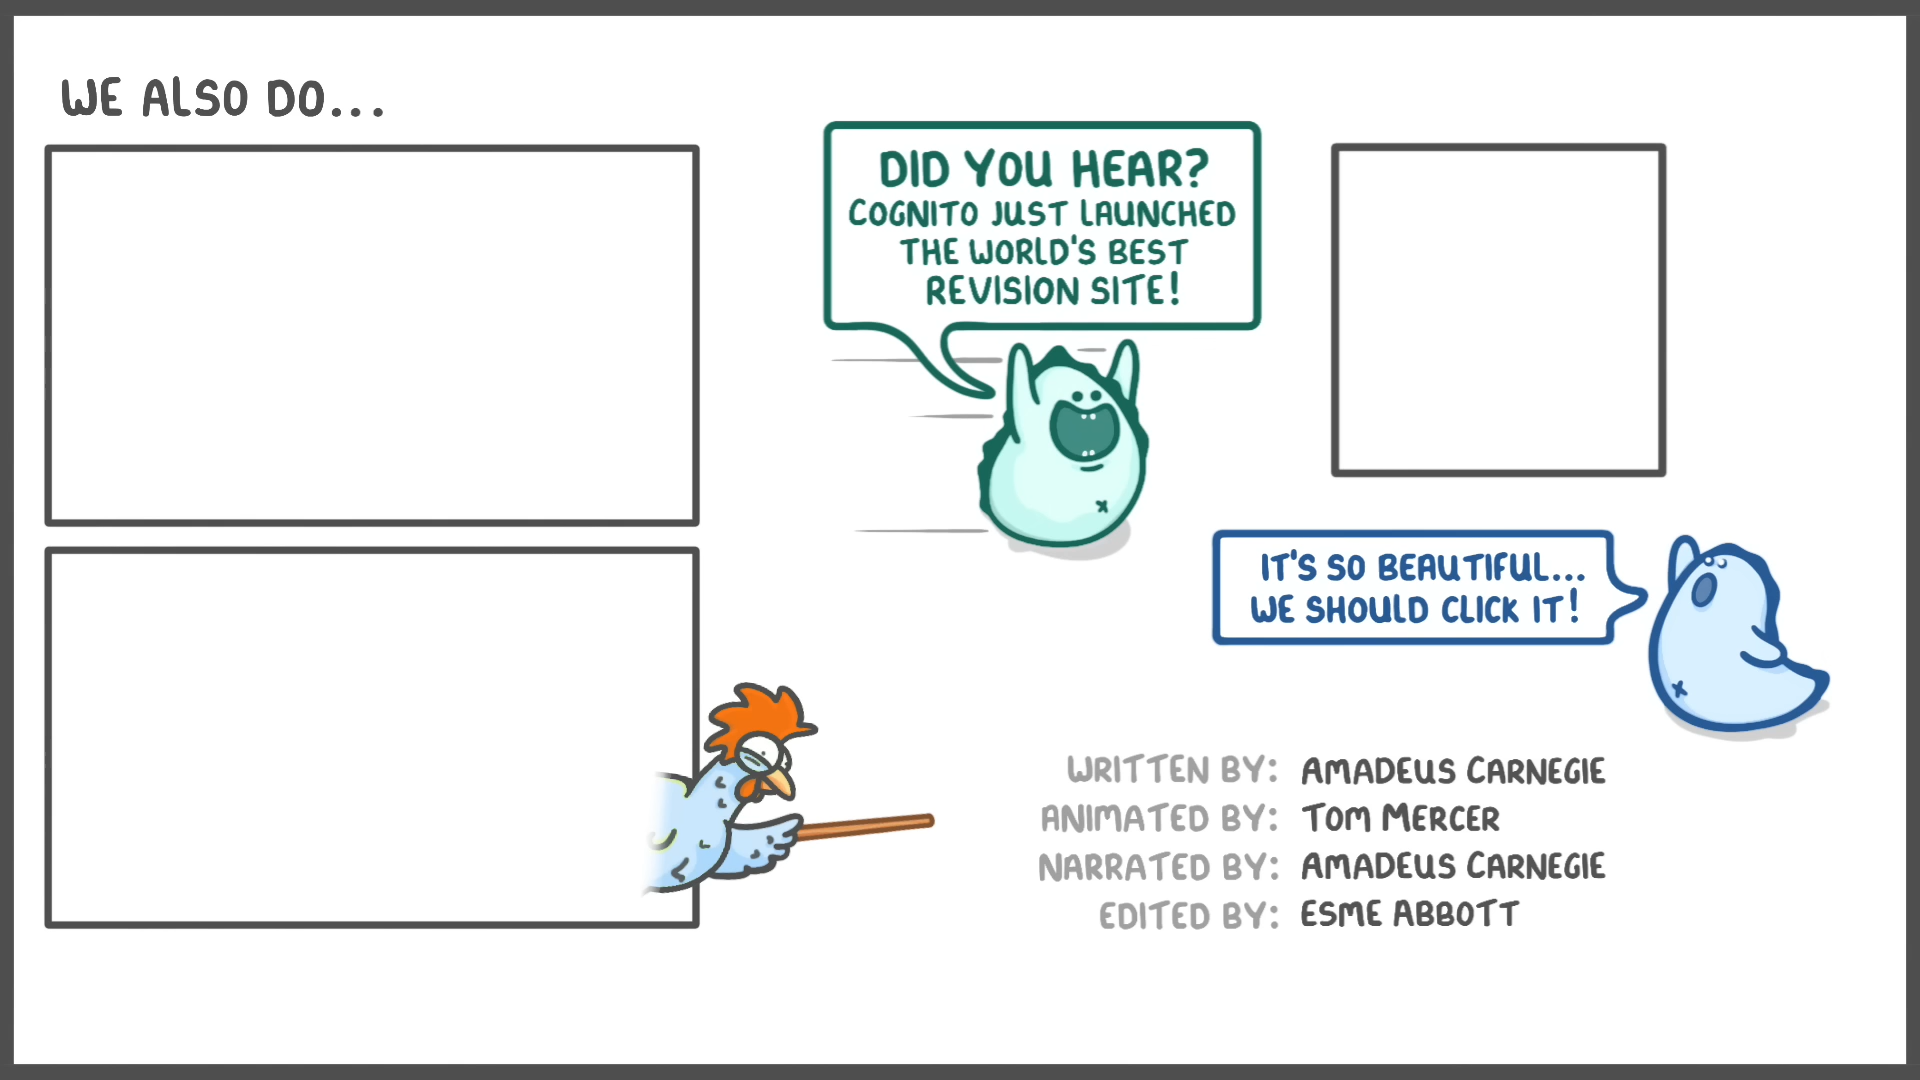 WE ALSO DO...
DID YOU HEAR?
COGNITO JUST LAUNCHED
THE WORLD'S BEST
REVISION SITE!
IT'S SO BEAUTIFUL...
WE SHOULD CLICK IT!
WRITTEN BY: AMADEUS CARNEGIE
ANIMATED BY: TOM MERCER
NARRATED BY: AMADEUS CARNEGIE
EDITED BY: ESME ABBOTT